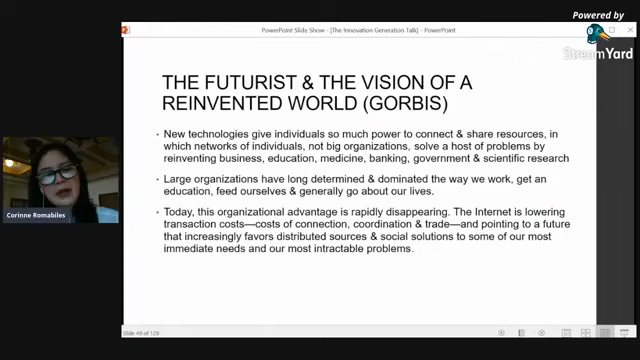 Powered by
StreamYard
PowerPoint Slide Show - [The Innovation Generation Talk] - PowerPoint
THE FUTURIST & THE VISION OF A
REINVENTED WORLD (GORBIS)
• New technologies give individuals so much power to connect & share resources, in
which networks of individuals, not big organizations, solve a host of problems by
reinventing business, education, medicine, banking, government & scientific research
• Large organizations have long determined & dominated the way we work, get an
education, feed ourselves & generally go about our lives.
• Today, this organizational advantage is rapidly disappearing. The Internet is lowering
transaction costs—costs of connection, coordination & trade—and pointing to a future
that increasingly favors distributed sources & social solutions to some of our most
immediate needs and our most intractable problems.
Corinne Romabiles
Slide 49 of 128